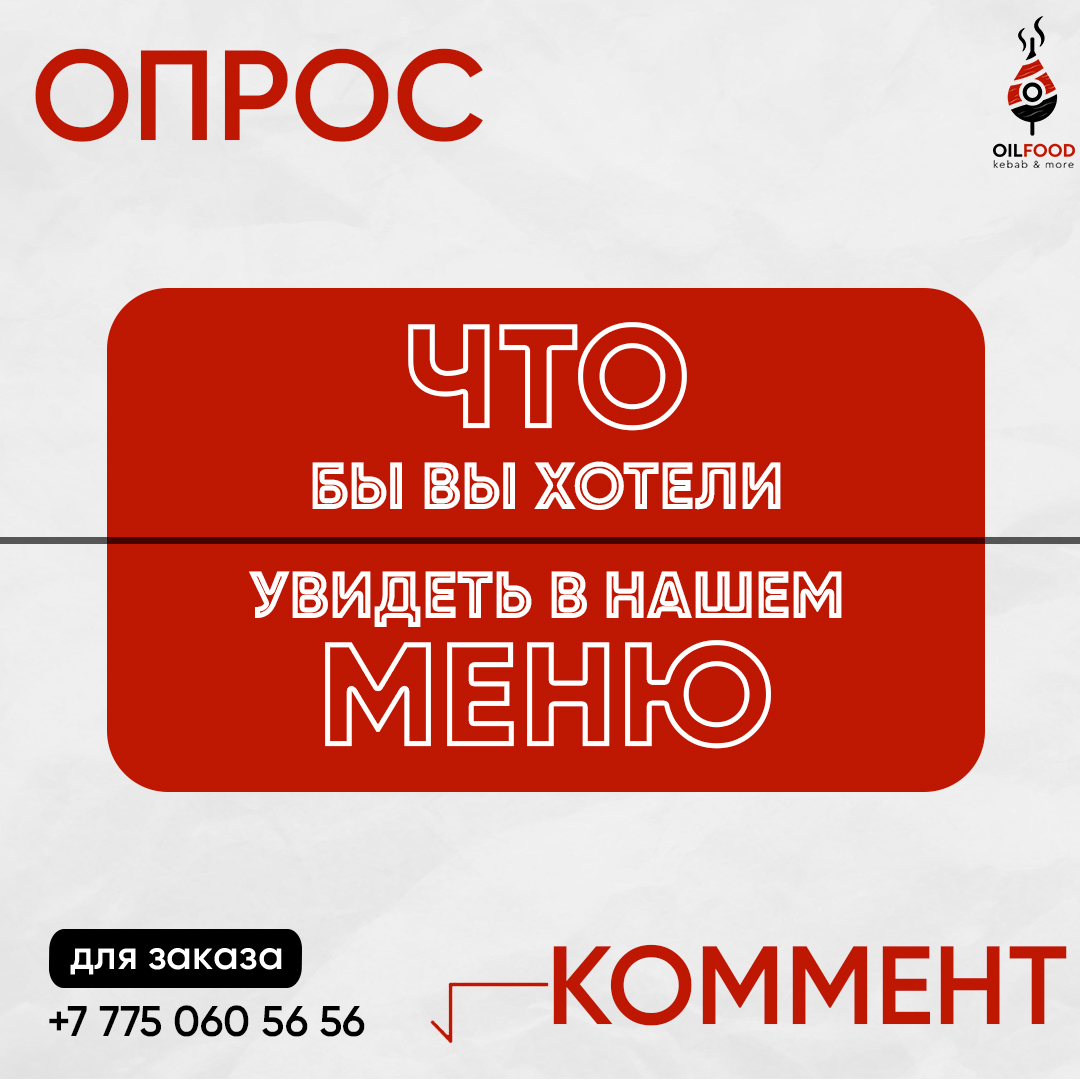 ОПРОС
OILFOOD
kebab & more
ЧТО
БЫ ВЫ ХОТЕЛИ
УВИДЕТЬ В НАШЕМ
МЕНЮ
для заказа
+7 775 060 56 56
КОММЕНТ